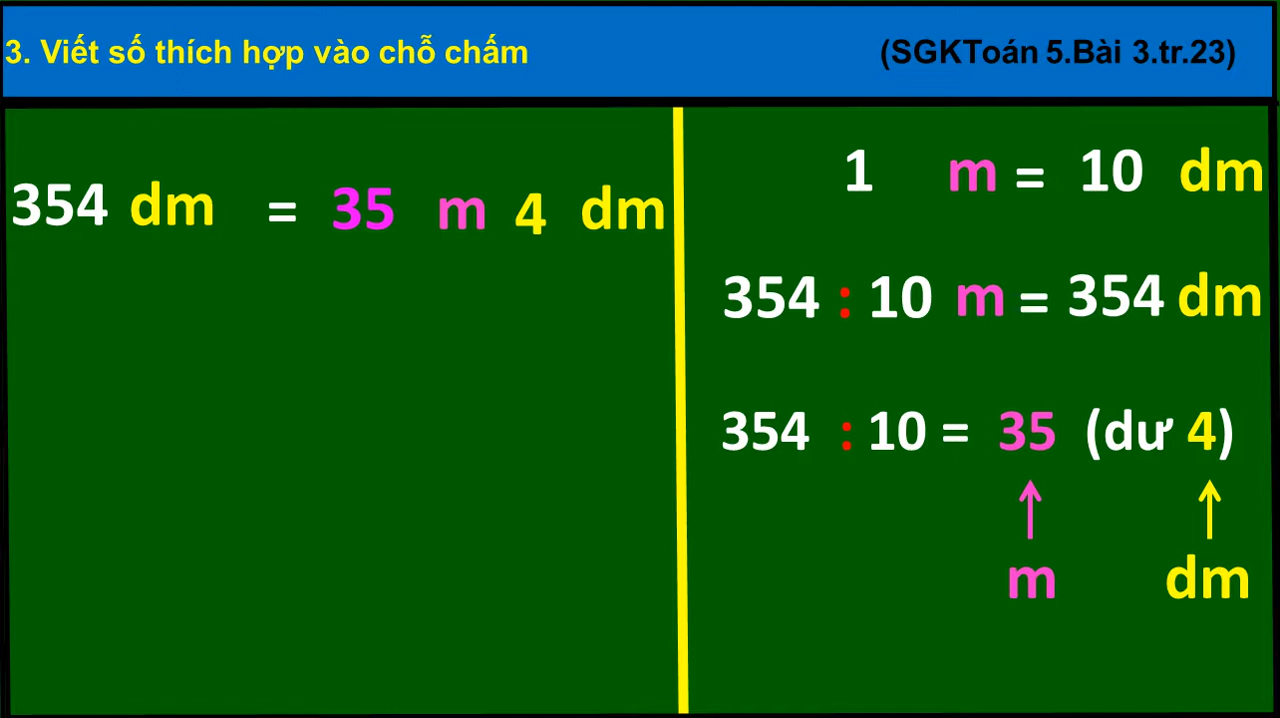 3. Viết số thích hợp vào chỗ chấm (SGKToán 5.Bài 3.tr.23)
354 dm = 35 m 4 dm
1 m = 10 dm
354 : 10 m = 354 dm
354 : 10 = 35 (dư 4)
m dm